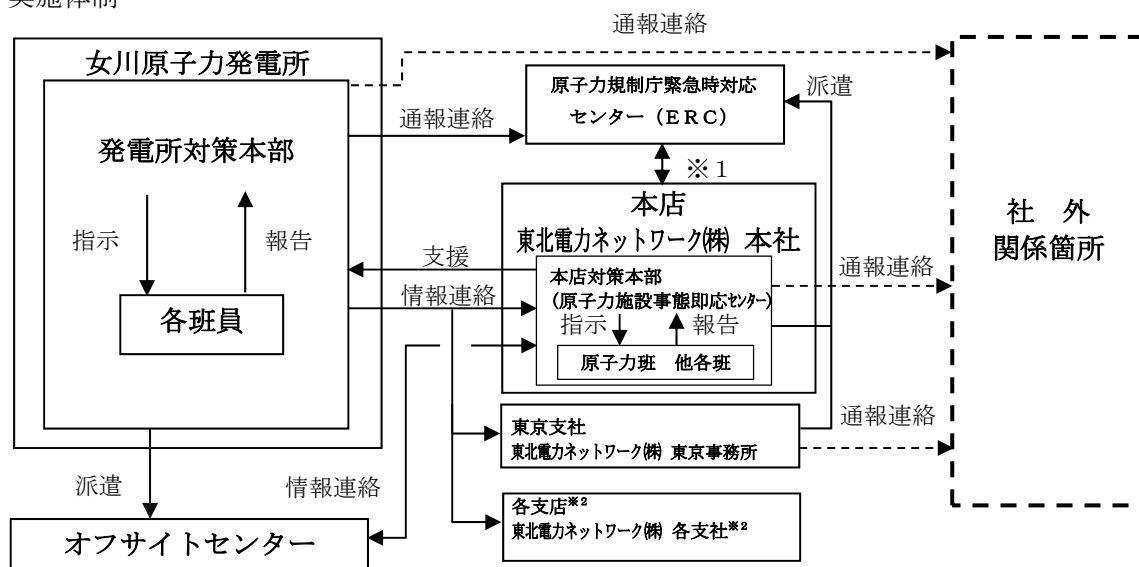 実施体制
通報連絡
女川原子力発電所
発電所対策本部
指示
報告
各班員
通報連絡
原子力規制庁緊急時対応
センター（ＥＲＣ）
派遣
※１
本店
東北電力ネットワーク㈱ 本社
支援
情報連絡
本店対策本部
(原子力施設事態即応センター)
指示
報告
原子力班 他各班
通報連絡
社 外
関係箇所
東京支社
東北電力ネットワーク㈱ 東京事務所
通報連絡
派遣
情報連絡
各支店※2
東北電力ネットワーク㈱ 各支社※2
オフサイトセンター